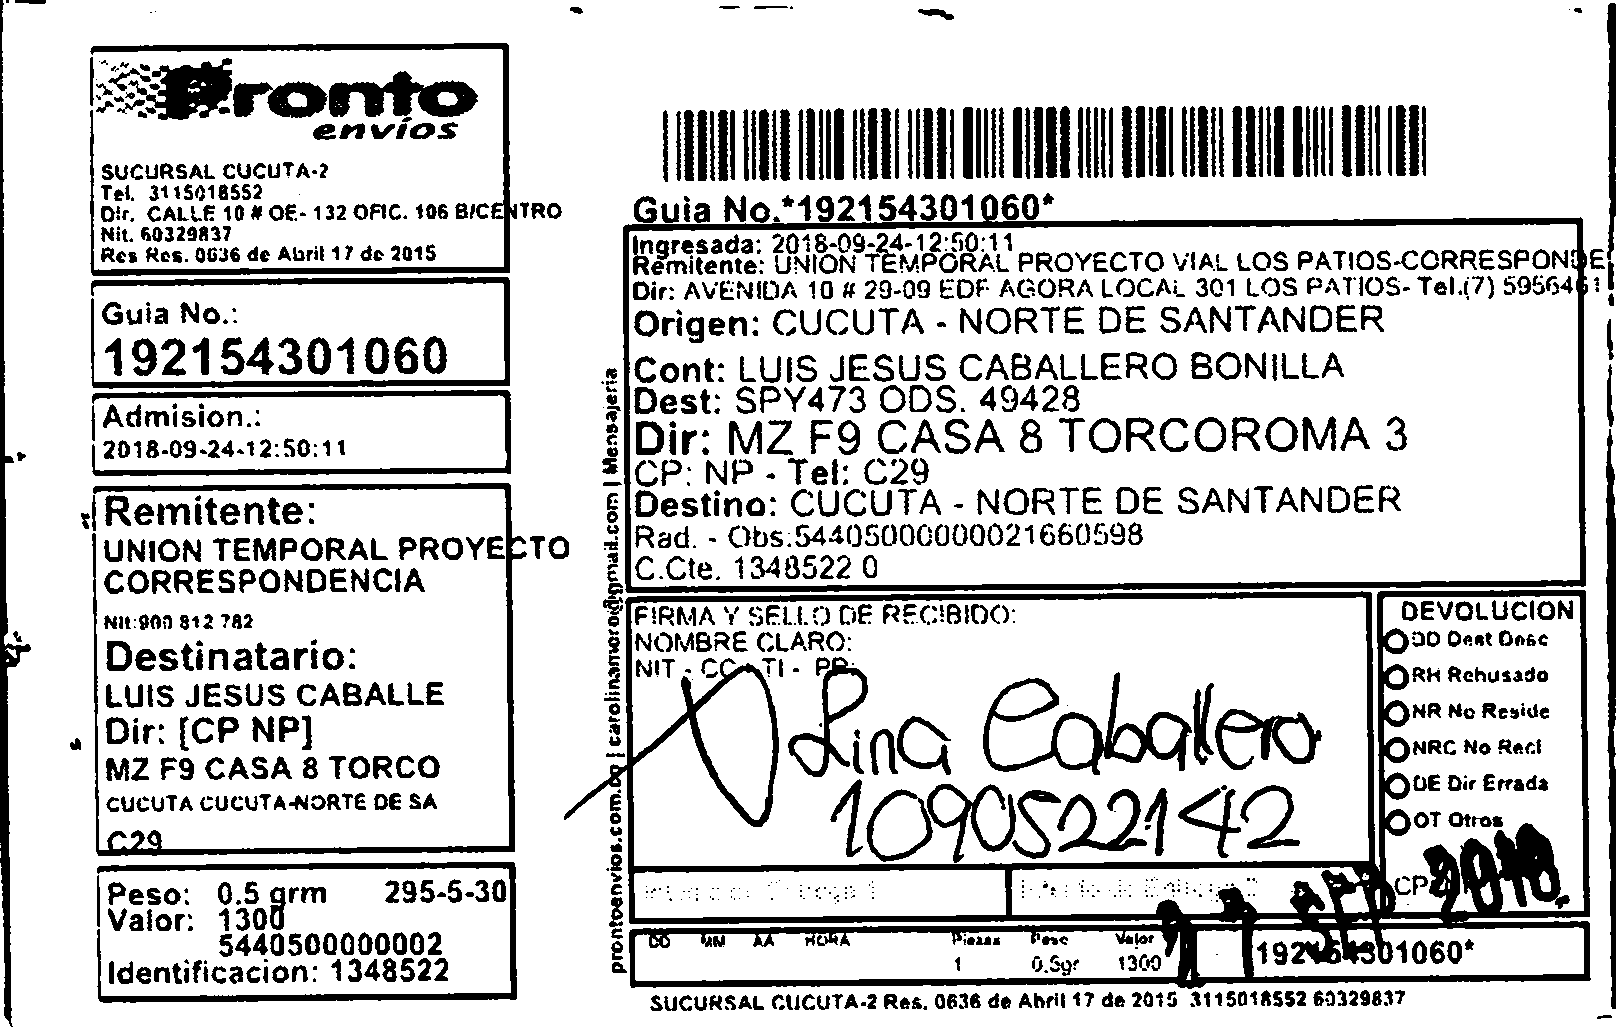 Pronto
envíos
SUCURSAL CUCUTA-2
Tel. 3115018552
Dir. CALLE 10 # OE- 132 OFIC. 106 B/CENTRO
Nit. 60329837
Res Res. 0636 de Abril 17 de 2015
Guia No.:
192154301060
Admision.:
2018-09-24-12:50:11
Remitente:
UNION TEMPORAL PROYECTO
CORRESPONDENCIA
Nit:900 812 782
Destinatario:
LUIS JESUS CABALLE
Dir: [CP NP]
MZ F9 CASA 8 TORCO
CUCUTA CUCUTA-NORTE DE SA
C29
Peso: 0.5 grm 295-5-30
Valor: 1300
5440500000002
Identificacion: 1348522
prontoenvios.com.co | carolinamoro@gmail.com | Mensajeria
Guia No.*192154301060*
Ingresada: 2018-09-24-12:50:11
Remitente: UNION TEMPORAL PROYECTO VIAL LOS PATIOS-CORRESPONDE
Dir: AVENIDA 10 # 29-09 EDF AGORA LOCAL 301 LOS PATIOS- Tel.(7) 5956461
Origen: CUCUTA - NORTE DE SANTANDER
Cont: LUIS JESUS CABALLERO BONILLA
Dest: SPY473 ODS. 49428
Dir: MZ F9 CASA 8 TORCOROMA 3
CP: NP - Tel: C29
Destino: CUCUTA - NORTE DE SANTANDER
Rad. - Obs:544050000000021660598
C.Cte. 1348522 0
FIRMA Y SELLO DE RECIBIDO:
NOMBRE CLARO:
NIT - CC - TI - PP:
Lina Caballero
1090522142
DEVOLUCION
DD Dest Desc
RH Rehusado
NR No Reside
NRC No Recl
DE Dir Errada
OT Otros
CP:
SEP 2018
DD MM AA HORA Piezas Peso Valor
1 0.5gr 1300
192154301060*
SUCURSAL CUCUTA-2 Res. 0636 de Abril 17 de 2015 3115018552 60329837